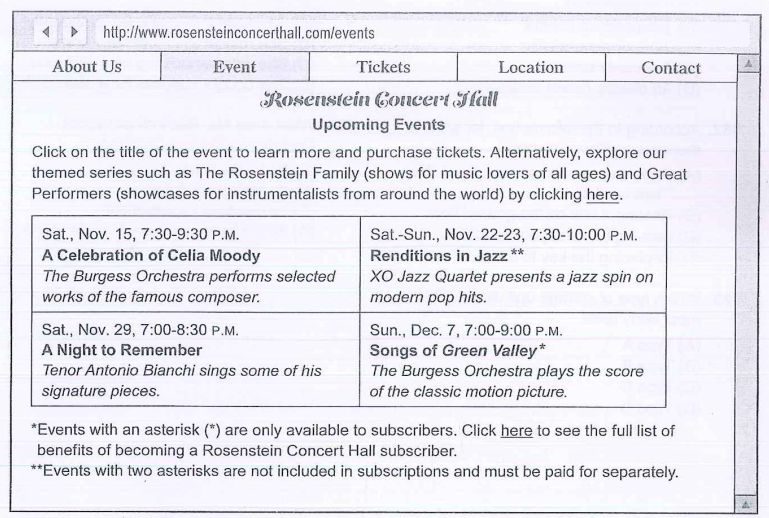 http://www.rosensteinconcerthall.com/events
About Us Event Tickets Location Contact
Rosenstein Concert Hall
Upcoming Events
Click on the title of the event to learn more and purchase tickets. Alternatively, explore our
themed series such as The Rosenstein Family (shows for music lovers of all ages) and Great
Performers (showcases for instrumentalists from around the world) by clicking here.
Sat., Nov. 15, 7:30-9:30 P.M.
A Celebration of Celia Moody
The Burgess Orchestra performs selected
works of the famous composer.
Sat.-Sun., Nov. 22-23, 7:30-10:00 P.M.
Renditions in Jazz**
XO Jazz Quartet presents a jazz spin on
modern pop hits.
Sat., Nov. 29, 7:00-8:30 P.M.
A Night to Remember
Tenor Antonio Bianchi sings some of his
signature pieces.
Sun., Dec. 7, 7:00-9:00 P.M.
Songs of Green Valley*
The Burgess Orchestra plays the score
of the classic motion picture.
*Events with an asterisk (*) are only available to subscribers. Click here to see the full list of
benefits of becoming a Rosenstein Concert Hall subscriber.
**Events with two asterisks are not included in subscriptions and must be paid for separately.